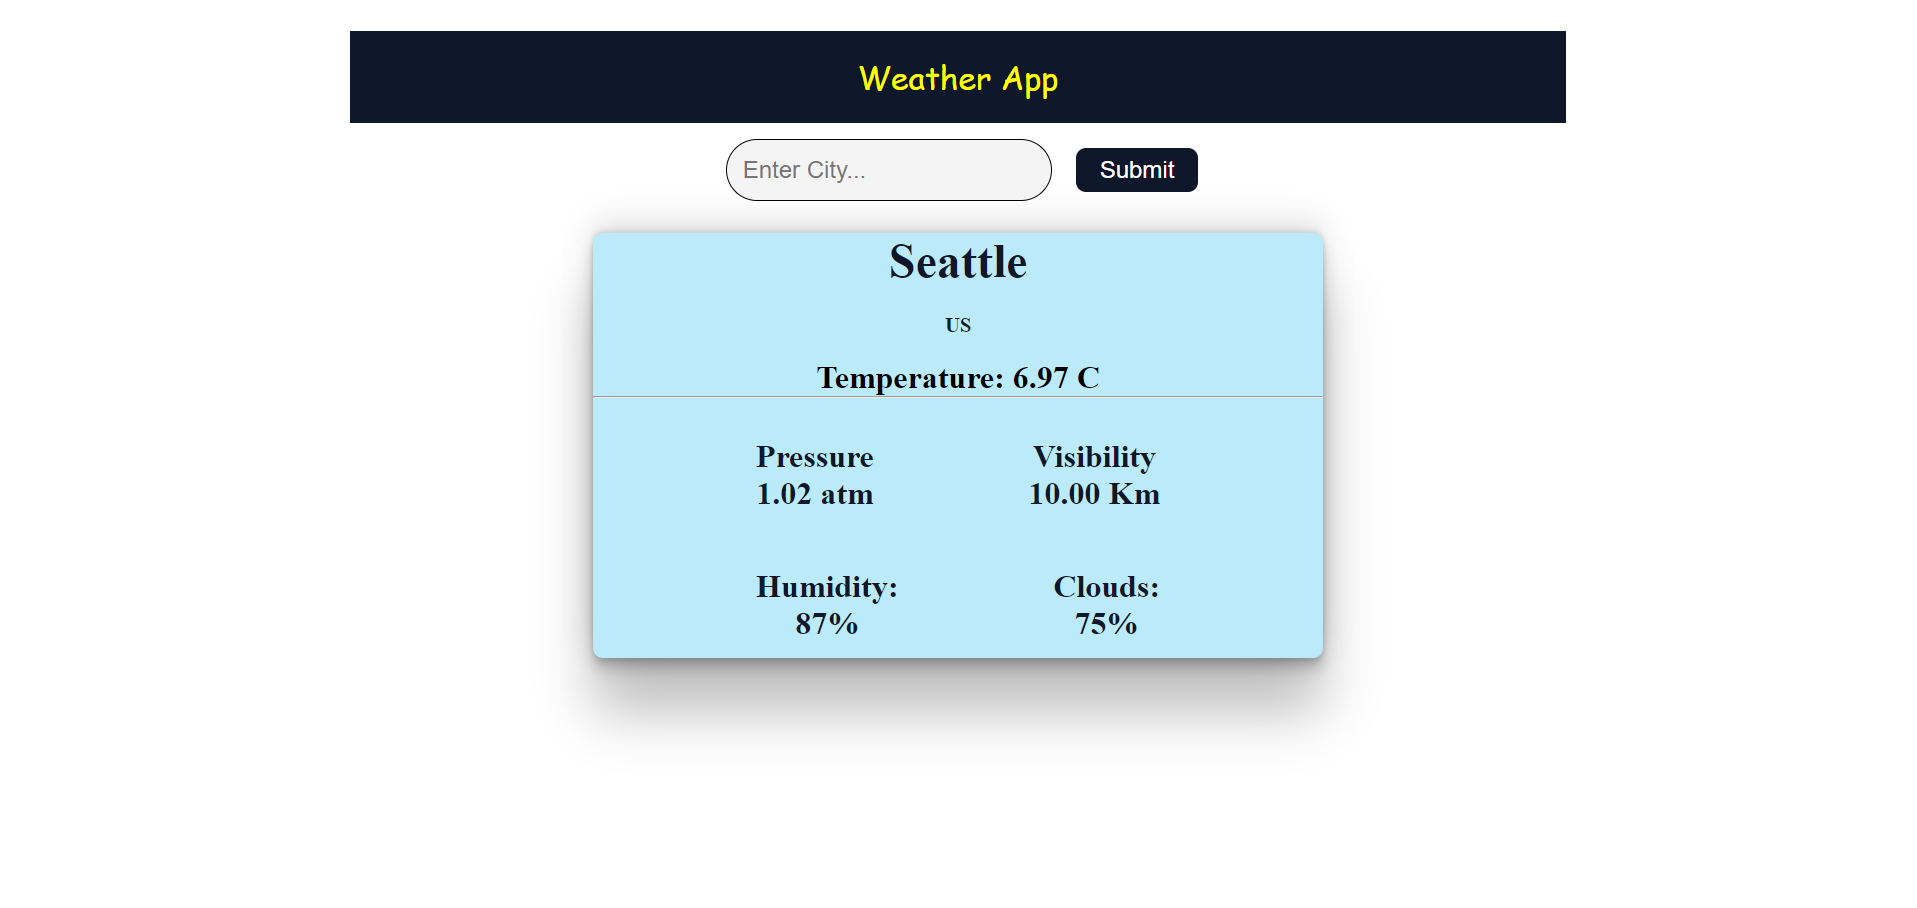 Weather App
Enter City...
Submit
Seattle
US
Temperature: 6.97 C
Pressure
1.02 atm
Visibility
10.00 Km
Humidity:
87%
Clouds:
75%